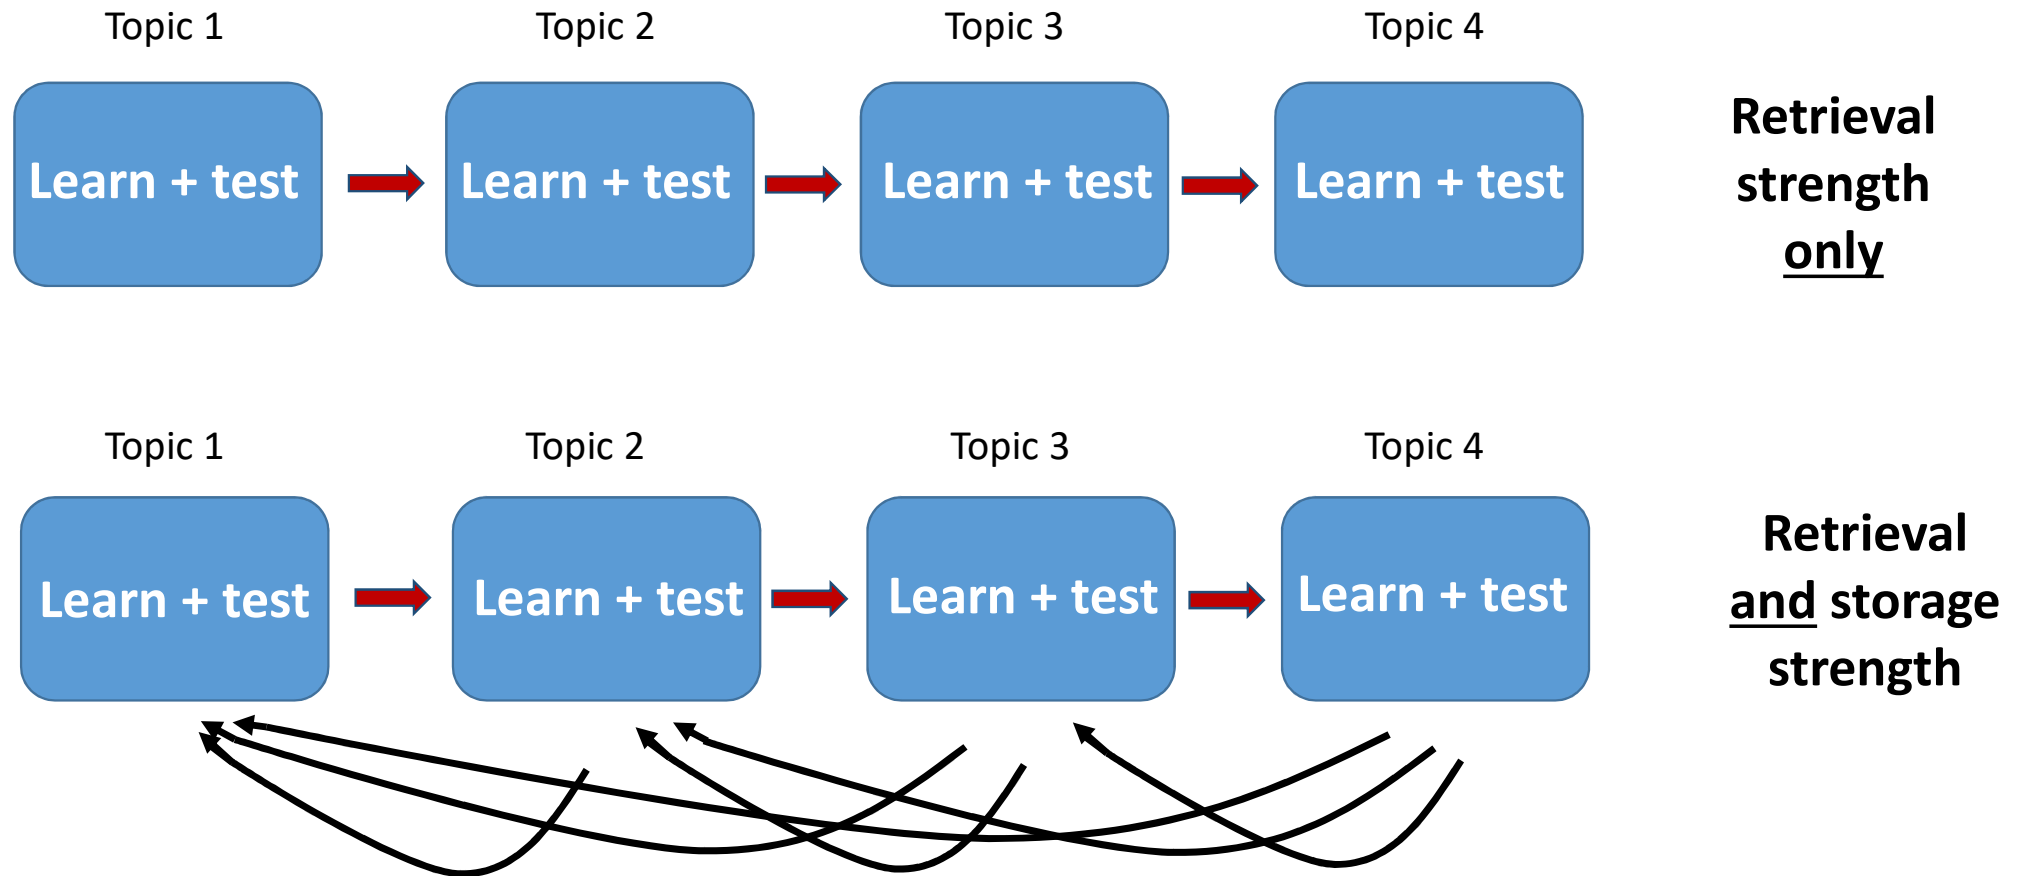 Topic 1
Topic 2
Topic 3
Topic 4
Learn + test
Learn + test
Learn + test
Learn + test
Retrieval
strength
only
Topic 1
Topic 2
Topic 3
Topic 4
Learn + test
Learn + test
Learn + test
Learn + test
Retrieval
and storage
strength